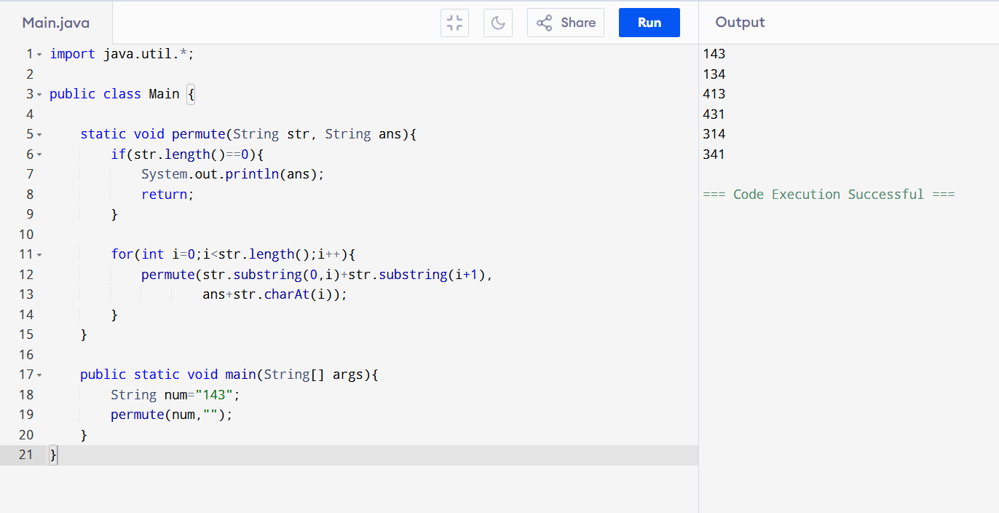 Main.java
Share
Run
Output
1 import java.util.*;
2
3 public class Main {
4
5     static void permute(String str, String ans){
6         if(str.length()==0){
7             System.out.println(ans);
8             return;
9         }
10
11         for(int i=0;i<str.length();i++){
12             permute(str.substring(0,i)+str.substring(i+1),
13                     ans+str.charAt(i));
14         }
15     }
16
17     public static void main(String[] args){
18         String num="143";
19         permute(num,"");
20     }
21 }
143
134
413
431
314
341
=== Code Execution Successful ===